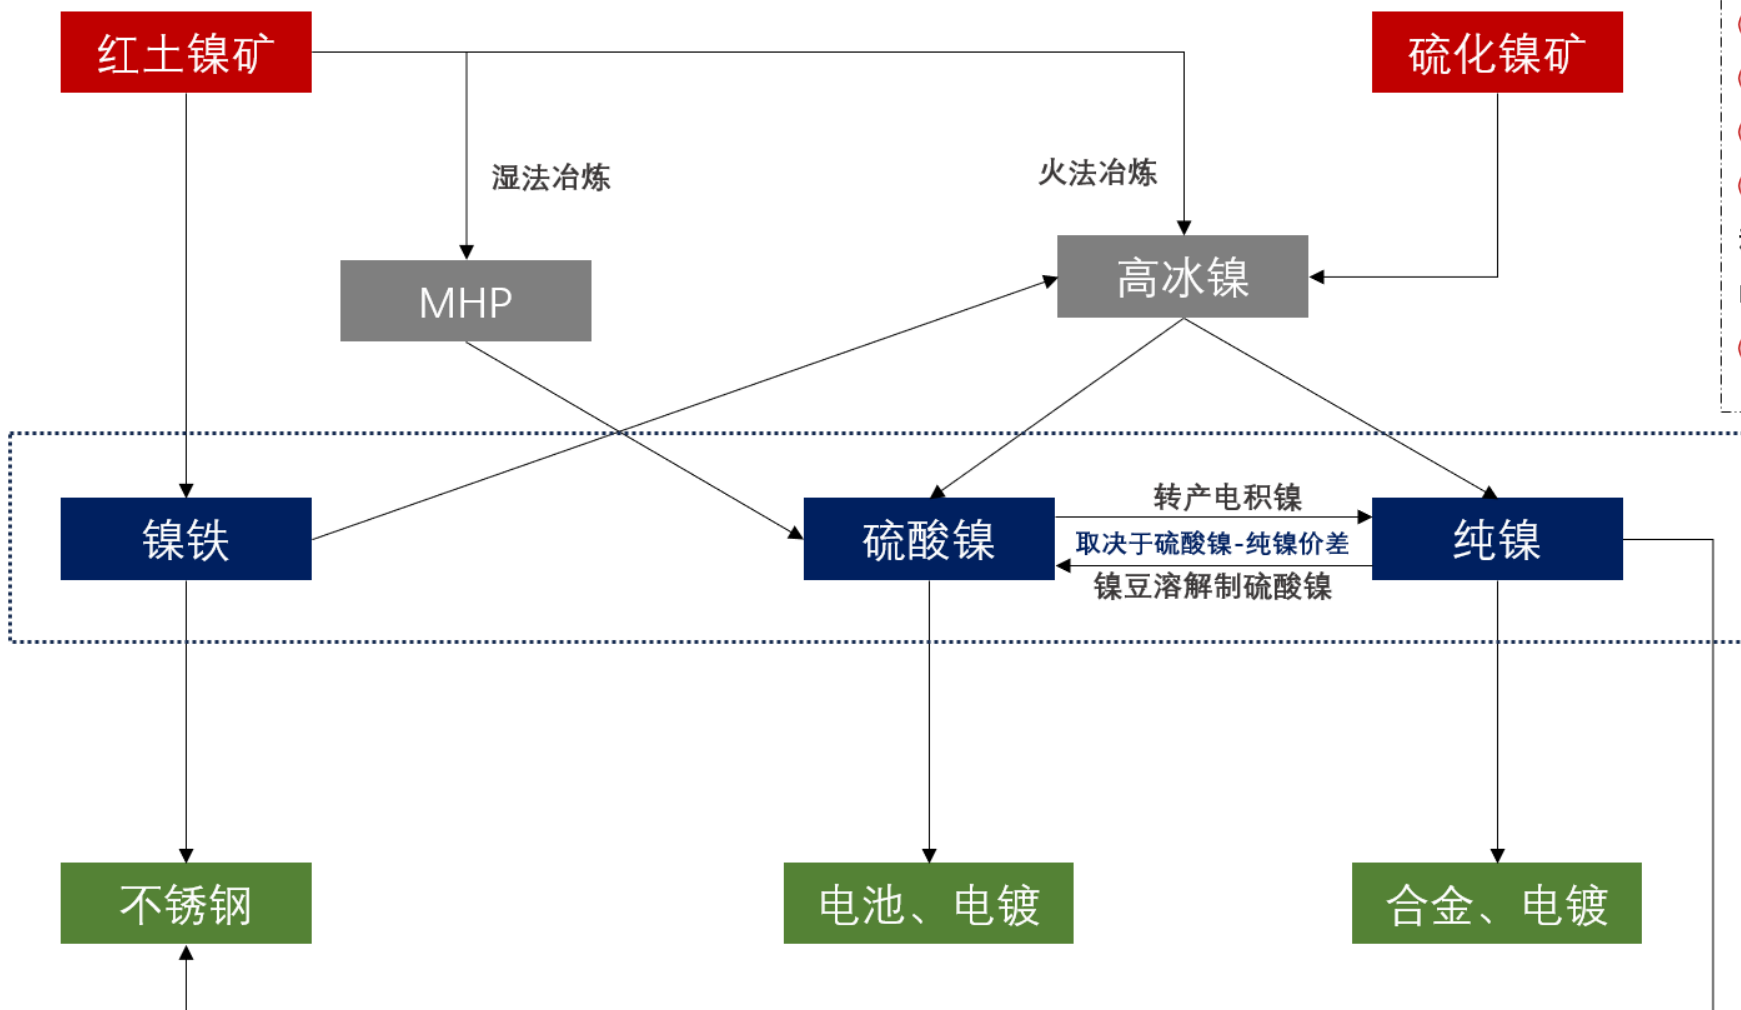 红土镍矿
硫化镍矿
湿法冶炼
火法冶炼
MHP
高冰镍
镍铁
硫酸镍
转产电积镍
取决于硫酸镍-纯镍价差
镍豆溶解制硫酸镍
纯镍
不锈钢
电池、电镀
合金、电镀